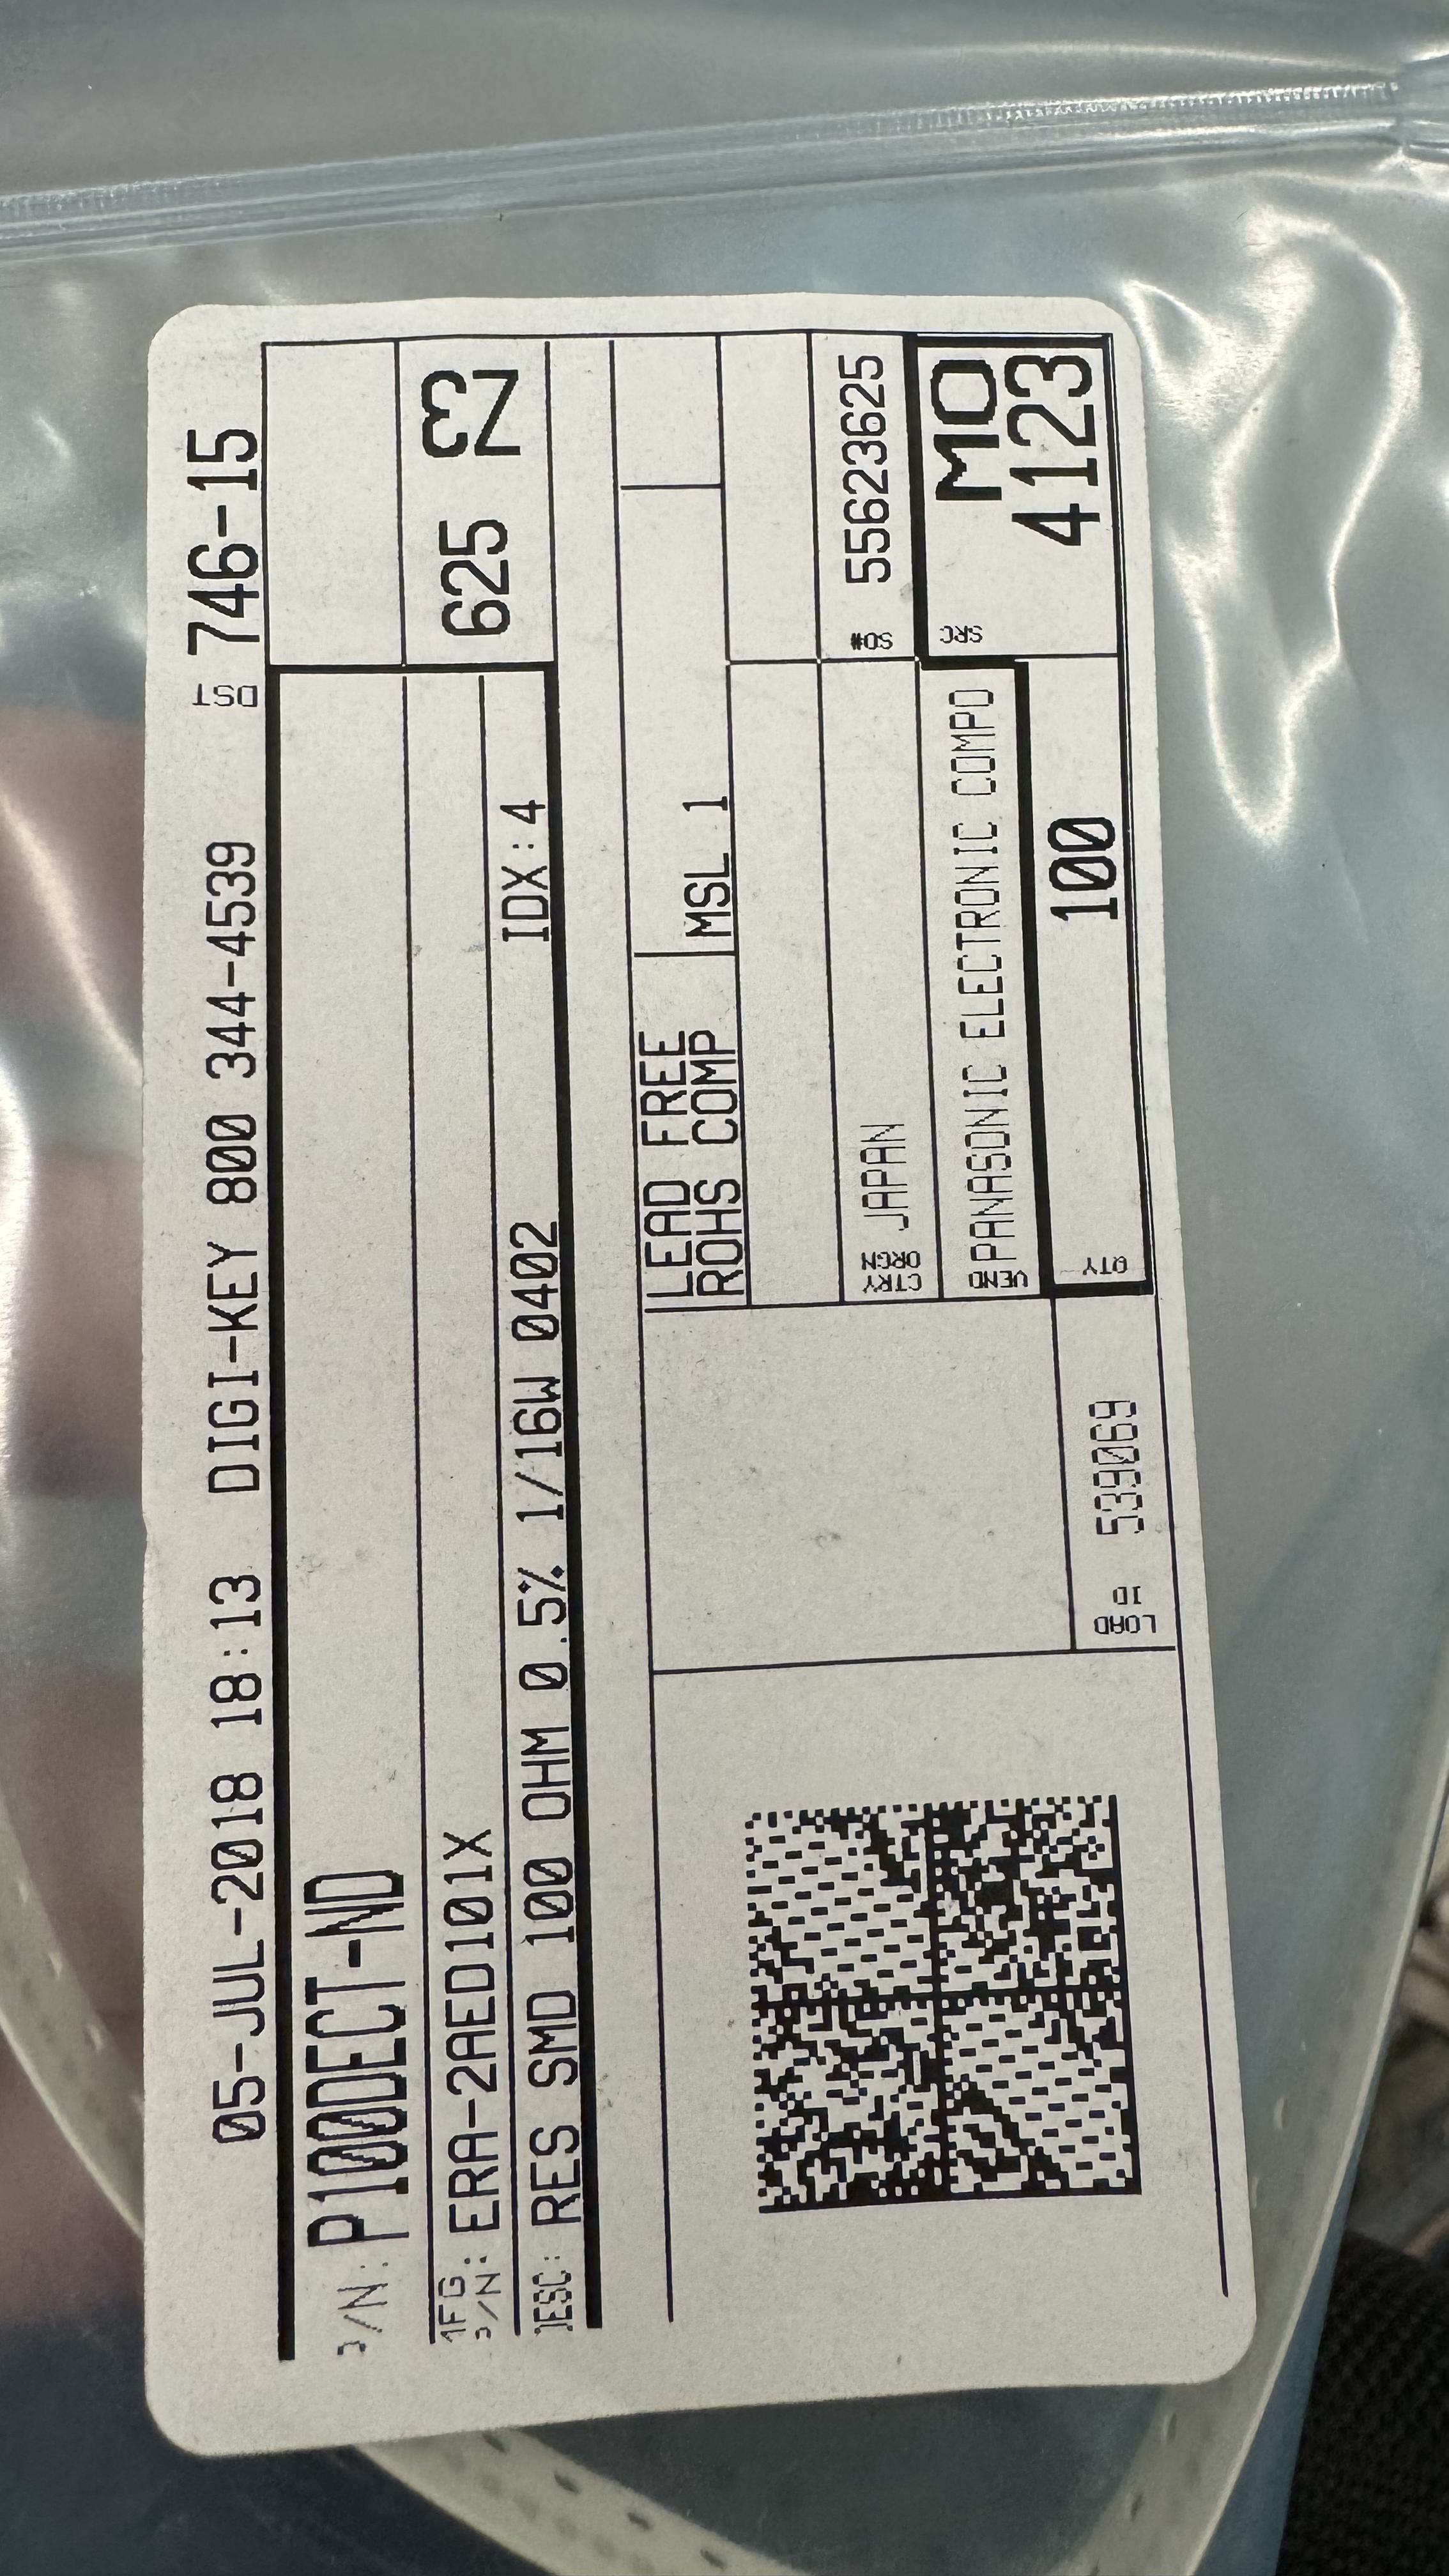 05-JUL-2018 18:13 DIGI-KEY 800 344-4539 DST 746-15
/N: P100DECT-ND
MFG
/N: ERA-2AED101X
625
DESC: RES SMD 100 OHM 0.5% 1/16W 0402 IDX:4
LEAD FREE
ROHS COMP
MSL 1
CTRY
ORGN JAPAN
SO# 55623625
VEND PANASONIC ELECTRONIC COMPO
SRC MO
4123
LOAD
ID 539069
QTY 100